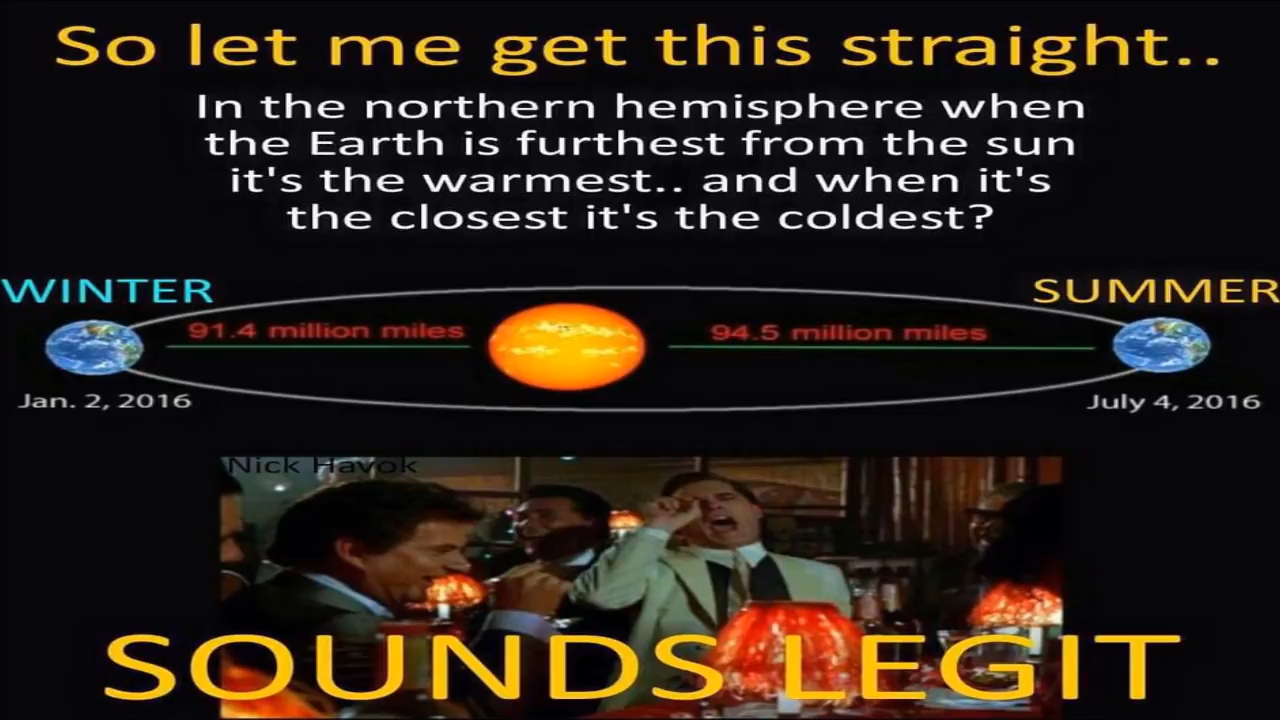 So let me get this straight..
In the northern hemisphere when
the Earth is furthest from the sun
it's the warmest.. and when it's
the closest it's the coldest?
WINTER
SUMMER
91.4 million miles
94.5 million miles
Jan. 2, 2016
July 4, 2016
Nick Havok
SOUNDS LEGIT